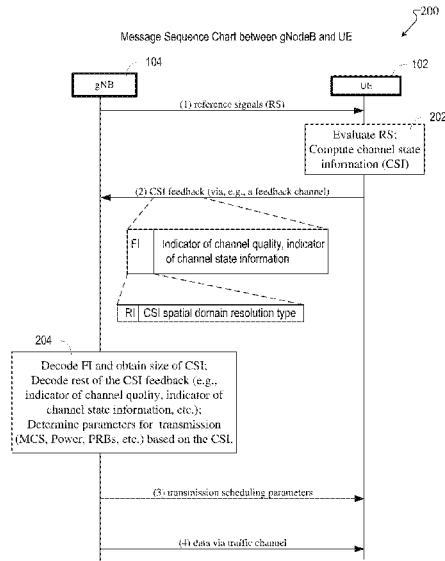 200
Message Sequence Chart between gNodeB and UE
104
102
gNB
UE
(1) reference signals (RS)
202
Evaluate RS;
Compute channel state
information (CSI)
(2) CSI feedback (via, e.g., a feedback channel)
FI
Indicator of channel quality, indicator
of channel state information
RI CSI spatial domain resolution type
204
Decode FI and obtain size of CSI;
Decode rest of the CSI feedback (e.g.,
indicator of channel quality, indicator of
channel state information, etc.);
Determine parameters for transmission
(MCS, Power, PRBs, etc.) based on the CSI.
(3) transmission scheduling parameters
(4) data via traffic channel